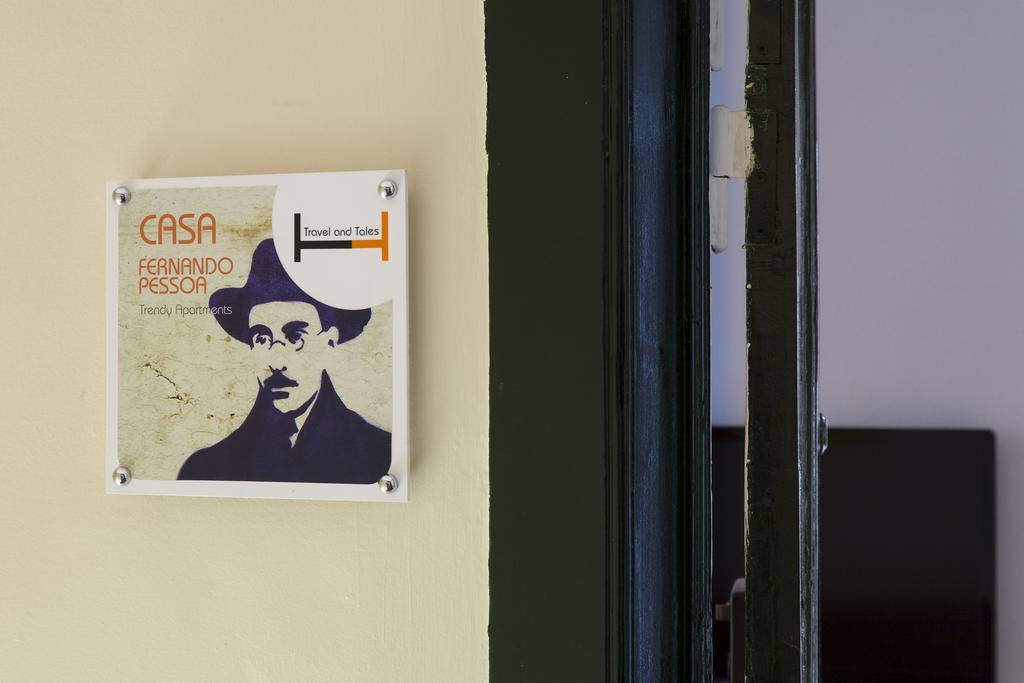 CASA
FERNANDO
PESSOA
Trendy Apartments
Travel and Tales